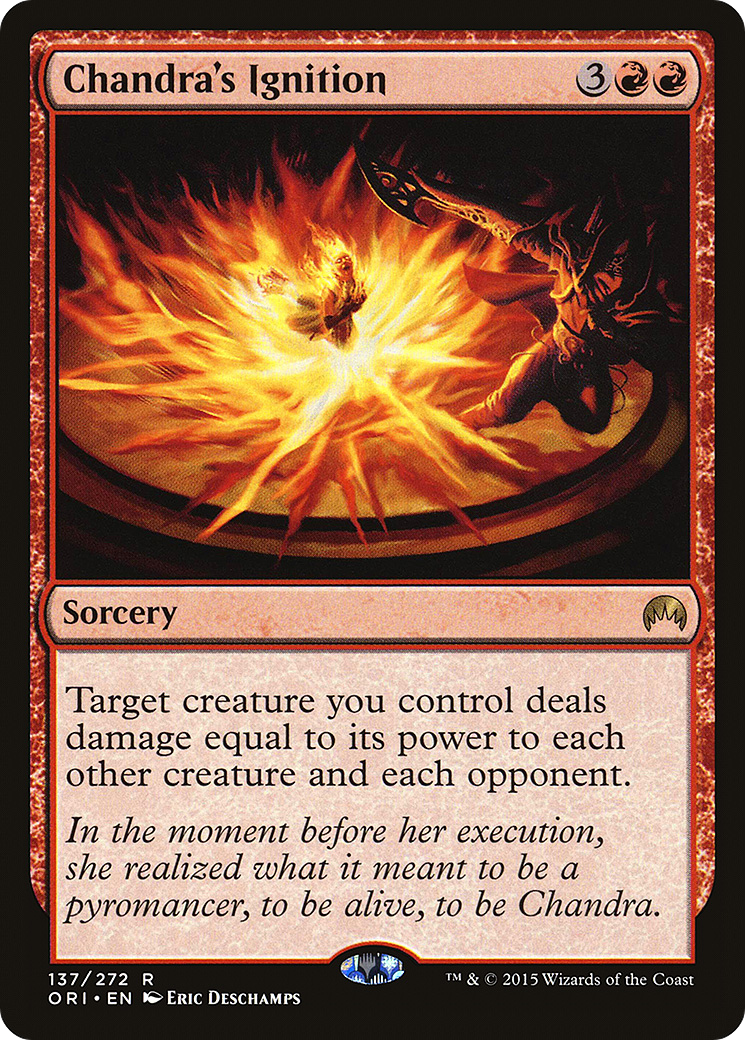 Chandra's Ignition 3
Sorcery
Target creature you control deals
damage equal to its power to each
other creature and each opponent.
In the moment before her execution,
she realized what it meant to be a
pyromancer, to be alive, to be Chandra.
137/272 R
ORI • EN Eric Deschamps
™ & © 2015 Wizards of the Coast